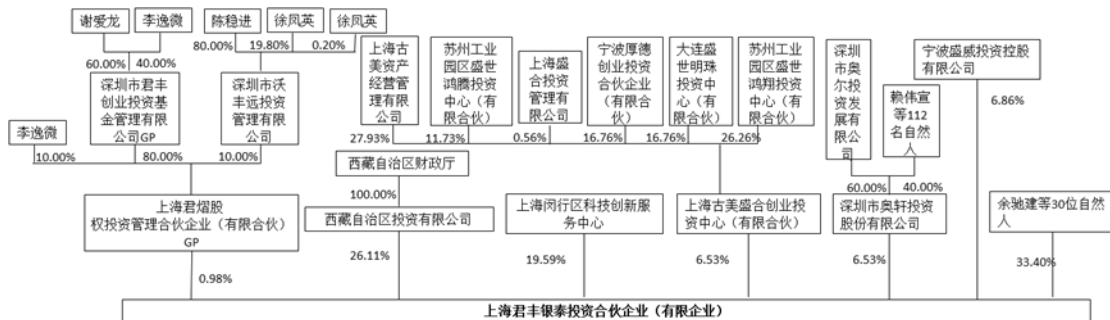 谢爱龙
李逸微
陈稳进
徐凤英
徐凤英
60.00%
40.00%
80.00%
19.80%
0.20%
深圳市君丰
创业投资基
金管理有限
公司GP
深圳市沃
丰远投资
管理有限
公司
上海古
美资产
经营管
理有限
公司
苏州工业
园区盛世
鸿腾投资
中心（有
限合伙）
上海盛
合投资
管理有
限公司
宁波厚德
创业投资
合伙企业
（有限合
伙）
大连盛
世明珠
投资中
心（有
限合伙）
苏州工业
园区盛世
鸿翔投资
中心（有
限合伙）
深圳
市奥
尔投
资发
展有
限公
司
赖伟宣
等112
名自然
人
宁波盛威投资控股
有限公司
李逸微
10.00%
80.00%
10.00%
27.93%
11.73%
0.56%
16.76%
16.76%
26.26%
60.00%
40.00%
6.86%
西藏自治区财政厅
100.00%
上海君熠股
权投资管理合伙企业（有限合伙）
GP
西藏自治区投资有限公司
上海闵行区科技创新服
务中心
上海古美盛合创业投
资中心（有限合伙）
深圳市奥轩投资
股份有限公司
余驰建等30位自然
人
0.98%
26.11%
19.59%
6.53%
6.53%
33.40%
上海君丰银泰投资合伙企业（有限企业）